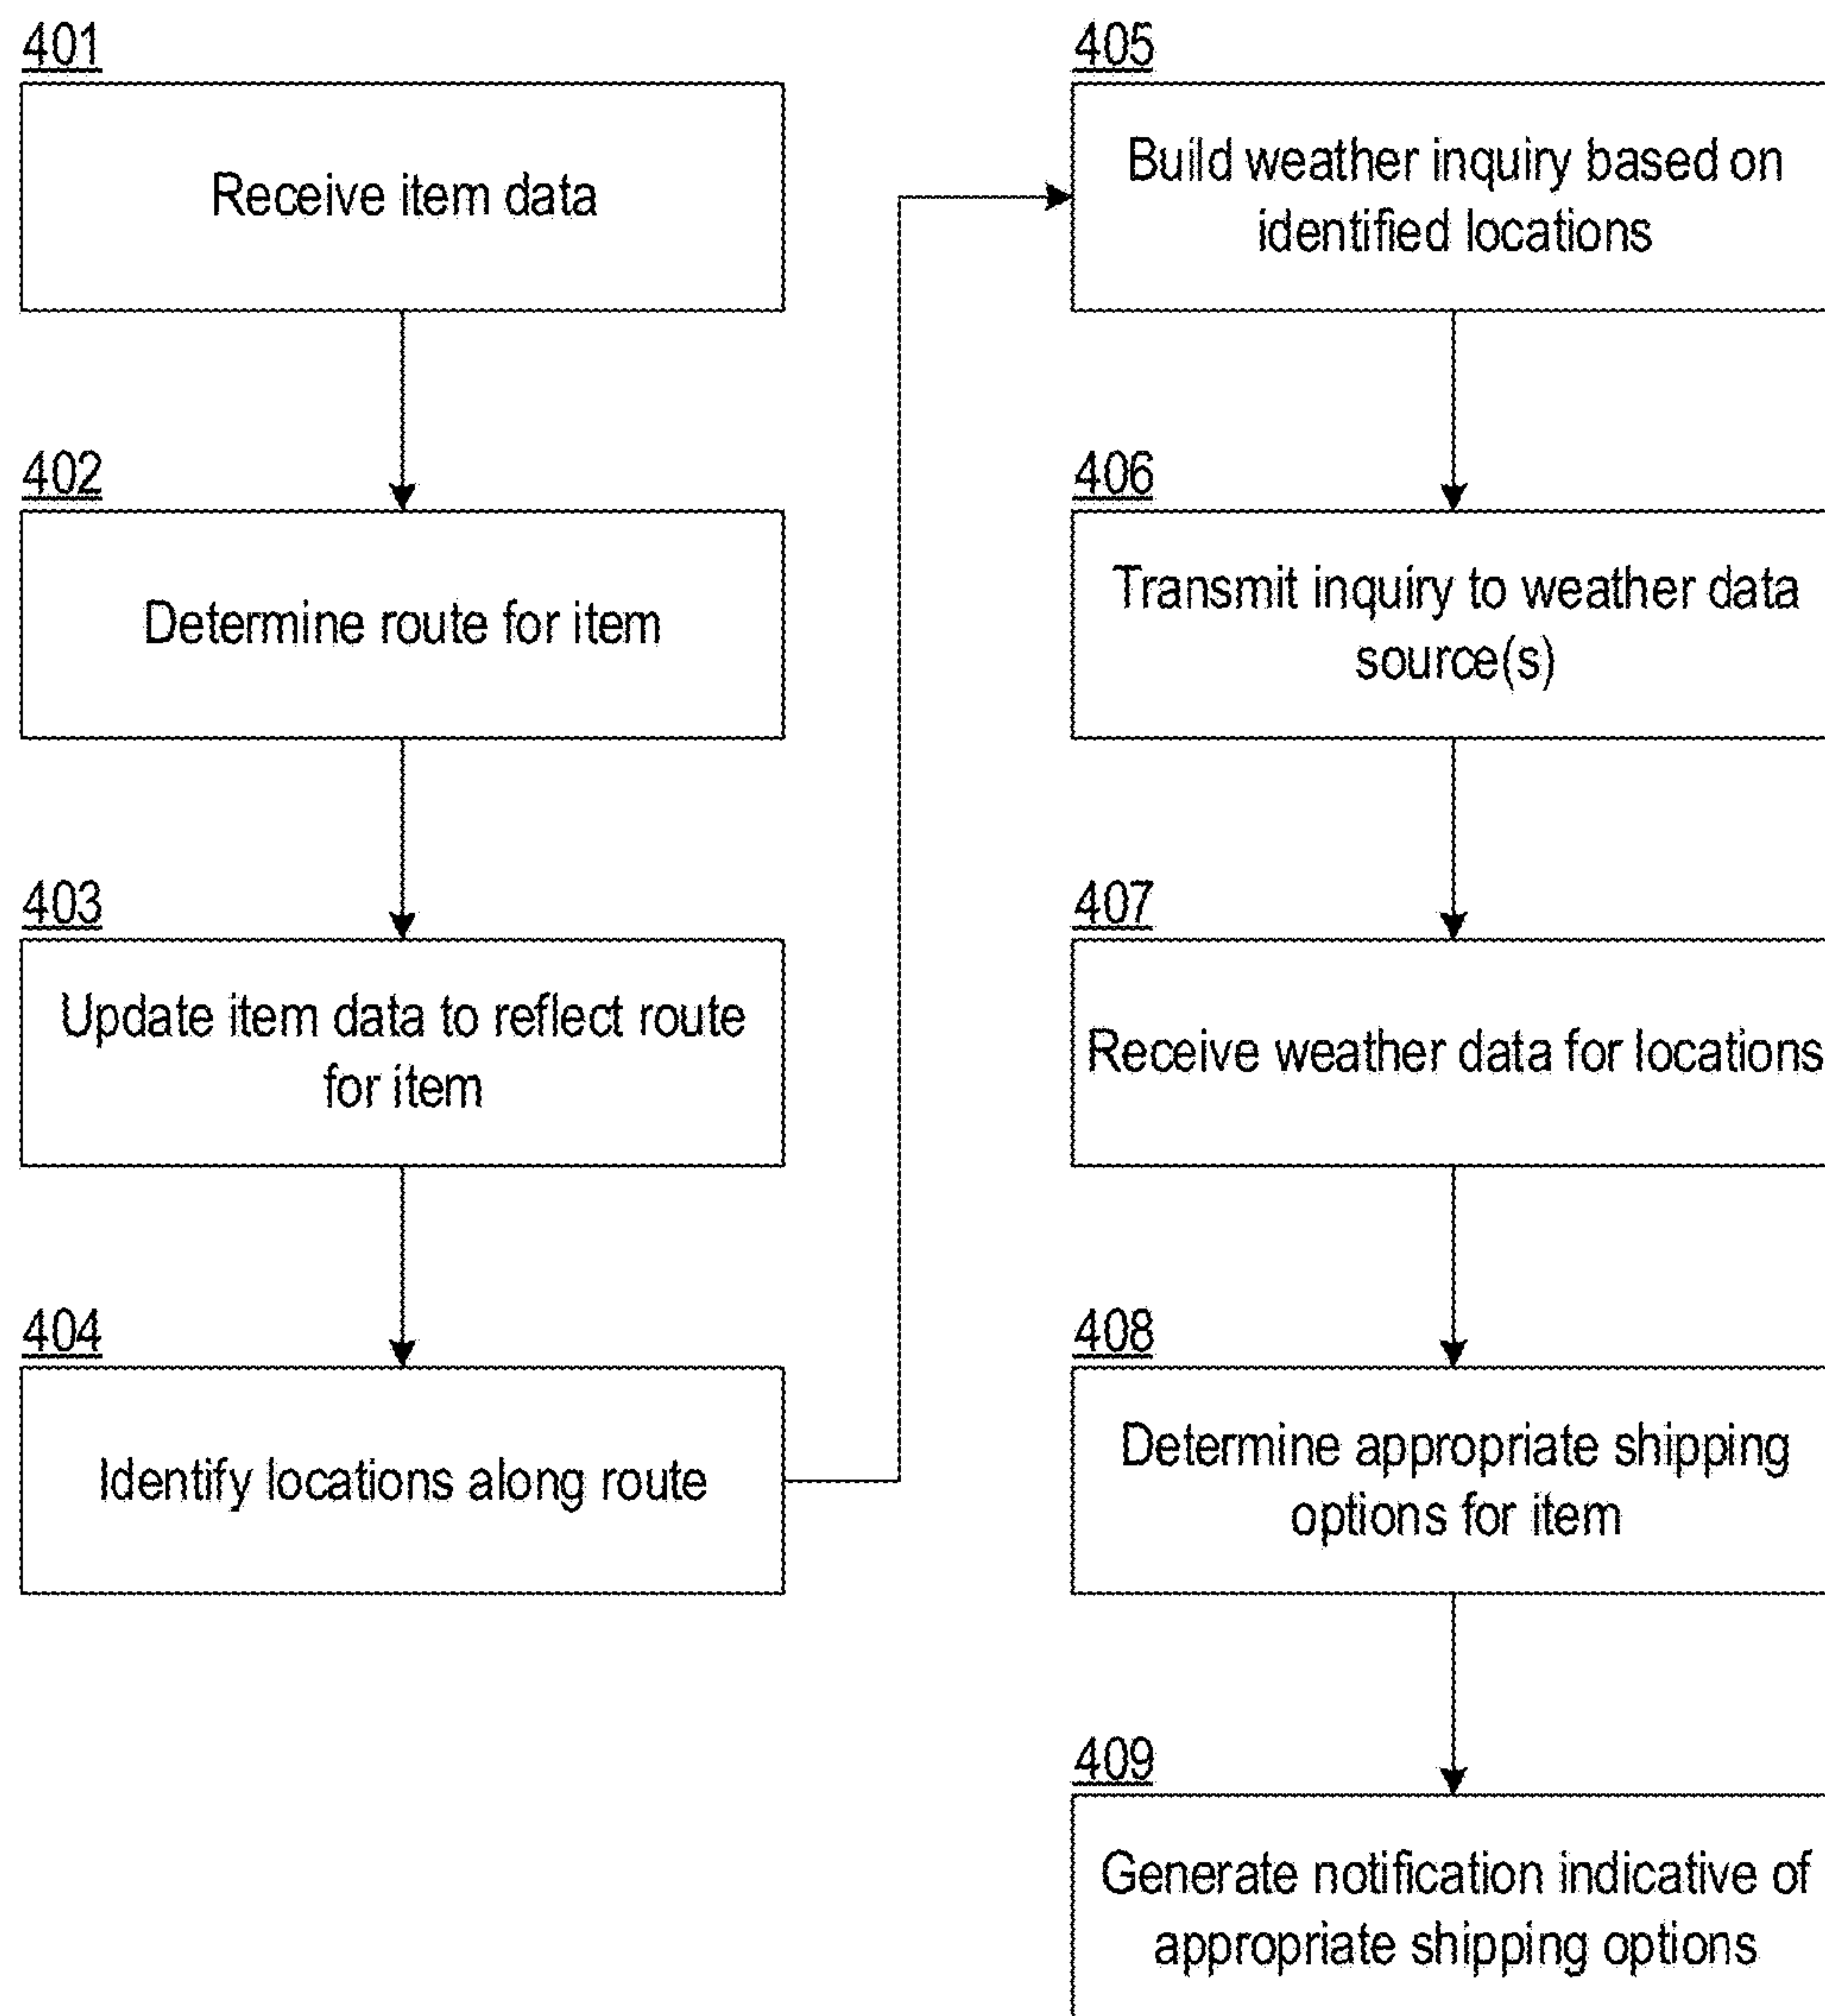 401
Receive item data
402
Determine route for item
403
Update item data to reflect route
for item
404
Identify locations along route
405
Build weather inquiry based on
identified locations
406
Transmit inquiry to weather data
source(s)
407
Receive weather data for locations
408
Determine appropriate shipping
options for item
409
Generate notification indicative of
appropriate shipping options